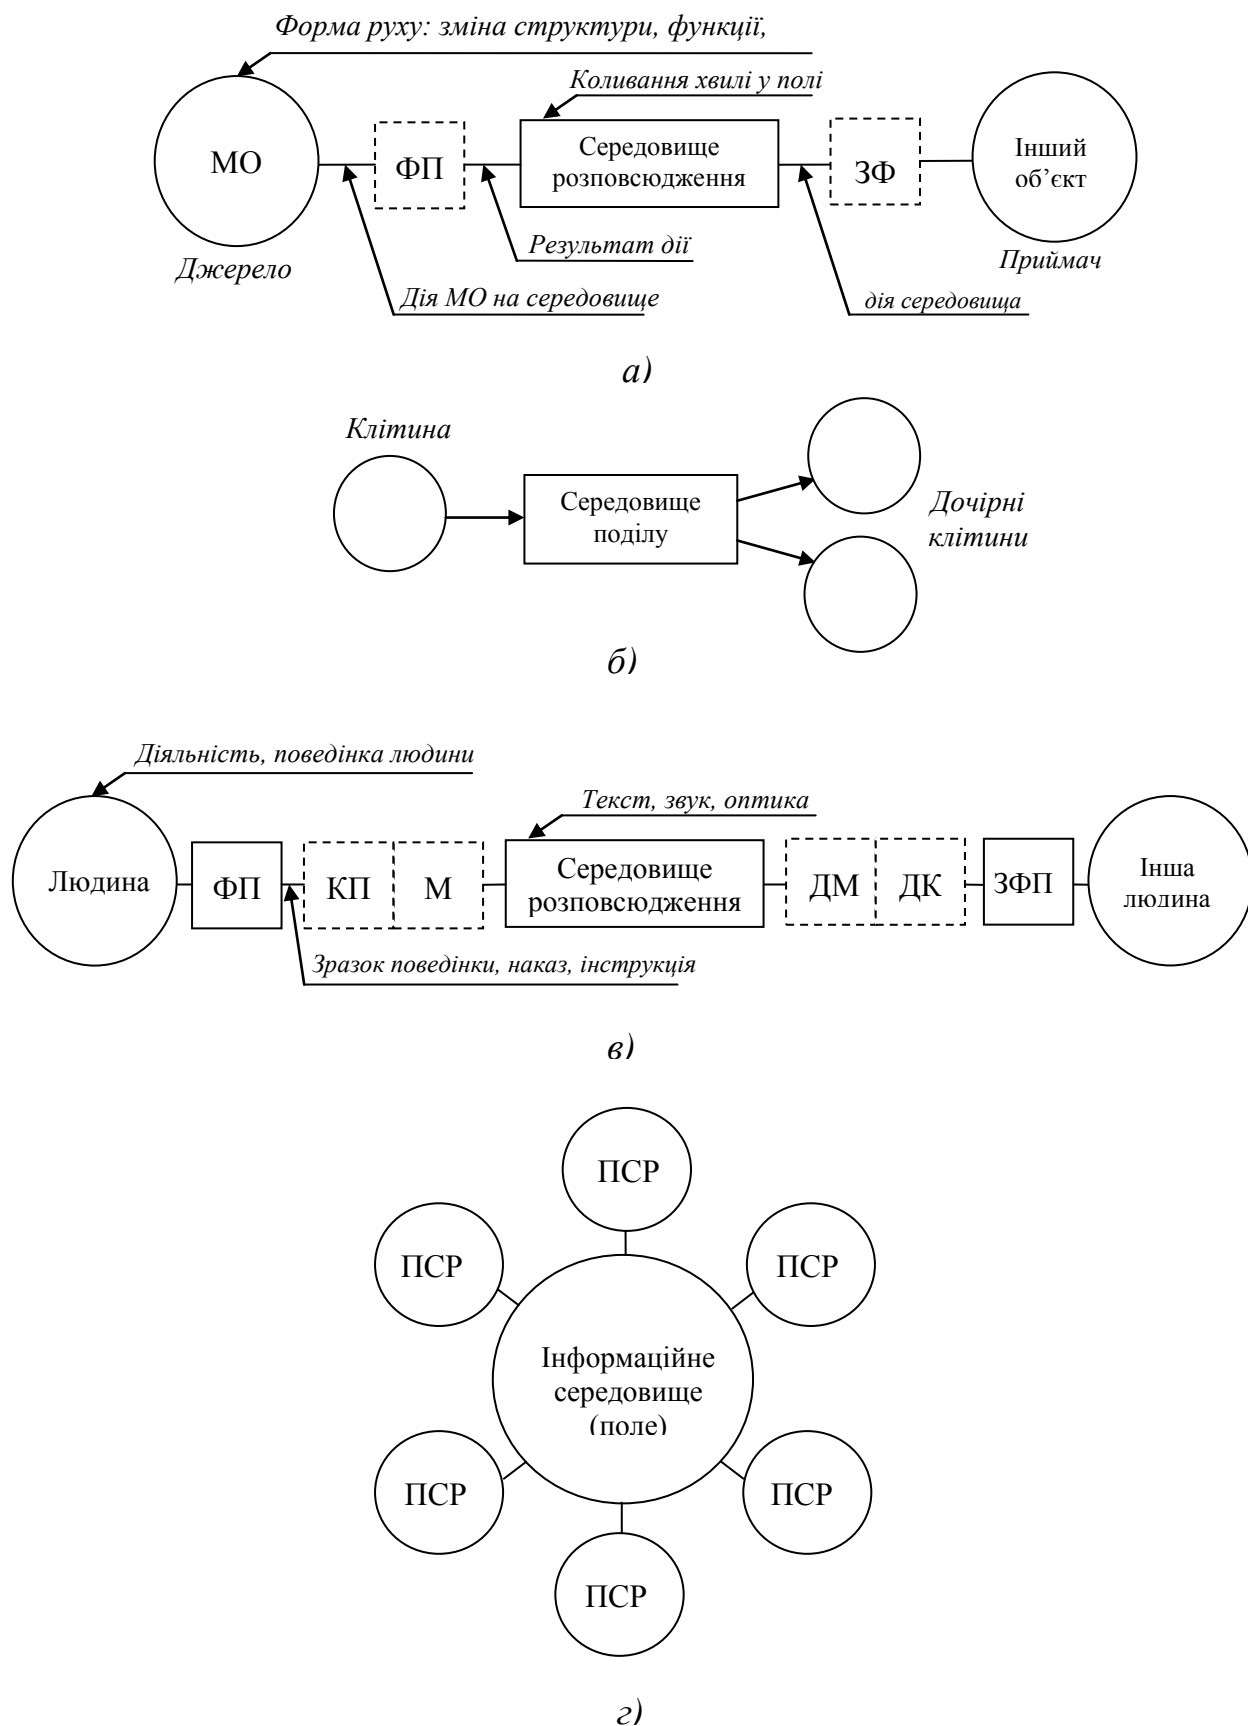 Форма руху: зміна структури, функції,
Коливання хвилі у полі
МО
ФП
Середовище
розповсюдження
ЗФ
Інший
об’єкт
Джерело
Результат дії
Приймач
Дія МО на середовище
дія середовища
а)
Клітина
Середовище
поділу
Дочірні
клітини
б)
Діяльність, поведінка людини
Текст, звук, оптика
Людина
ФП
КП
М
Середовище
розповсюдження
ДМ
ДК
ЗФП
Інша
людина
Зразок поведінки, наказ, інструкція
в)
ПСР
ПСР
ПСР
Інформаційне
середовище
(поле)
ПСР
ПСР
ПСР
г)